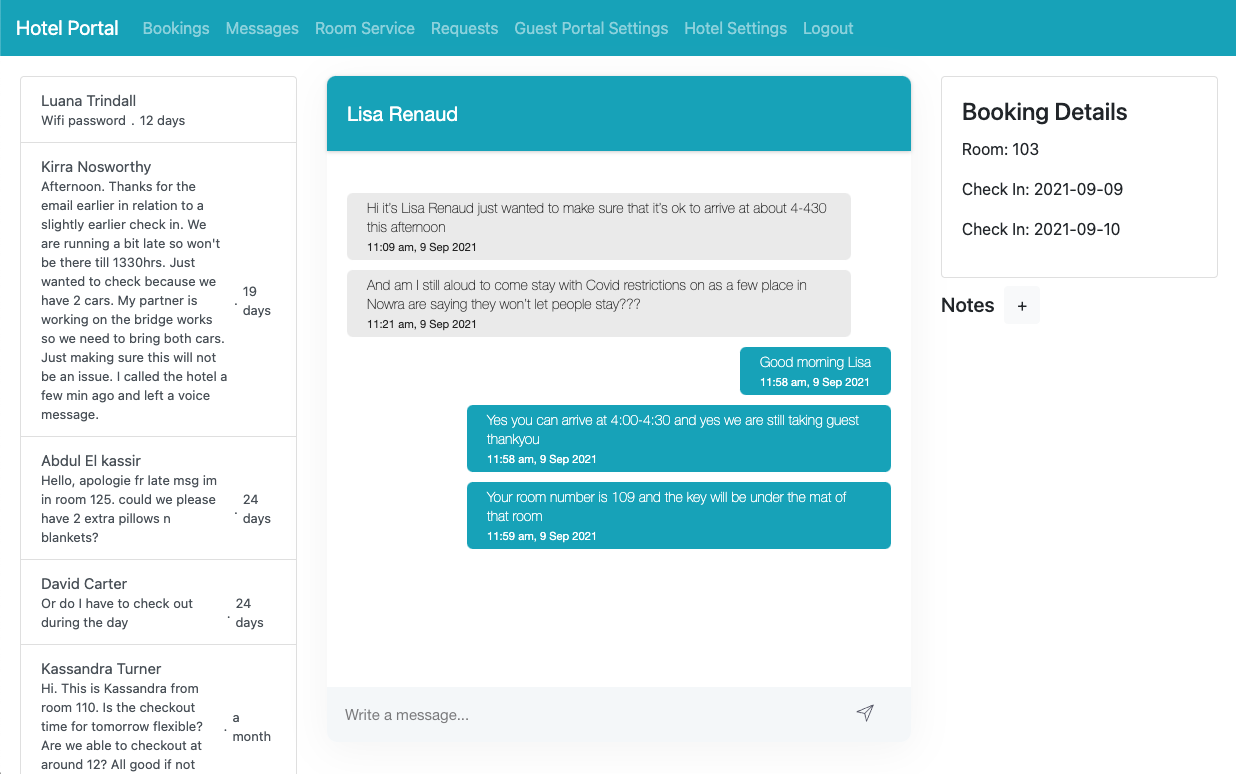 Hotel Portal Bookings Messages Room Service Requests Guest Portal Settings Hotel Settings Logout
Luana Trindall
Wifi password . 12 days
Kirra Nosworthy
Afternoon. Thanks for the
email earlier in relation to a
slightly earlier check in. We
are running a bit late so won't
be there till 1330hrs. Just
wanted to check because we
have 2 cars. My partner is
working on the bridge works
so we need to bring both cars.
Just making sure this will not
be an issue. I called the hotel a
few min ago and left a voice
message.
. 19
days
Abdul El kassir
Hello, apologie fr late msg im
in room 125. could we please
have 2 extra pillows n
blankets?
. 24
days
David Carter
Or do I have to check out
during the day
. 24
days
Kassandra Turner
Hi. This is Kassandra from
room 110. Is the checkout
time for tomorrow flexible?
Are we able to checkout at
around 12? All good if not
. a
month
Lisa Renaud
Hi it's Lisa Renaud just wanted to make sure that it's ok to arrive at about 4-430
this afternoon
11:09 am, 9 Sep 2021
And am I still aloud to come stay with Covid restrictions on as a few place in
Nowra are saying they won't let people stay???
11:21 am, 9 Sep 2021
Good morning Lisa
11:58 am, 9 Sep 2021
Yes you can arrive at 4:00-4:30 and yes we are still taking guest
thankyou
11:58 am, 9 Sep 2021
Your room number is 109 and the key will be under the mat of
that room
11:59 am, 9 Sep 2021
Write a message...
Booking Details
Room: 103
Check In: 2021-09-09
Check In: 2021-09-10
Notes +